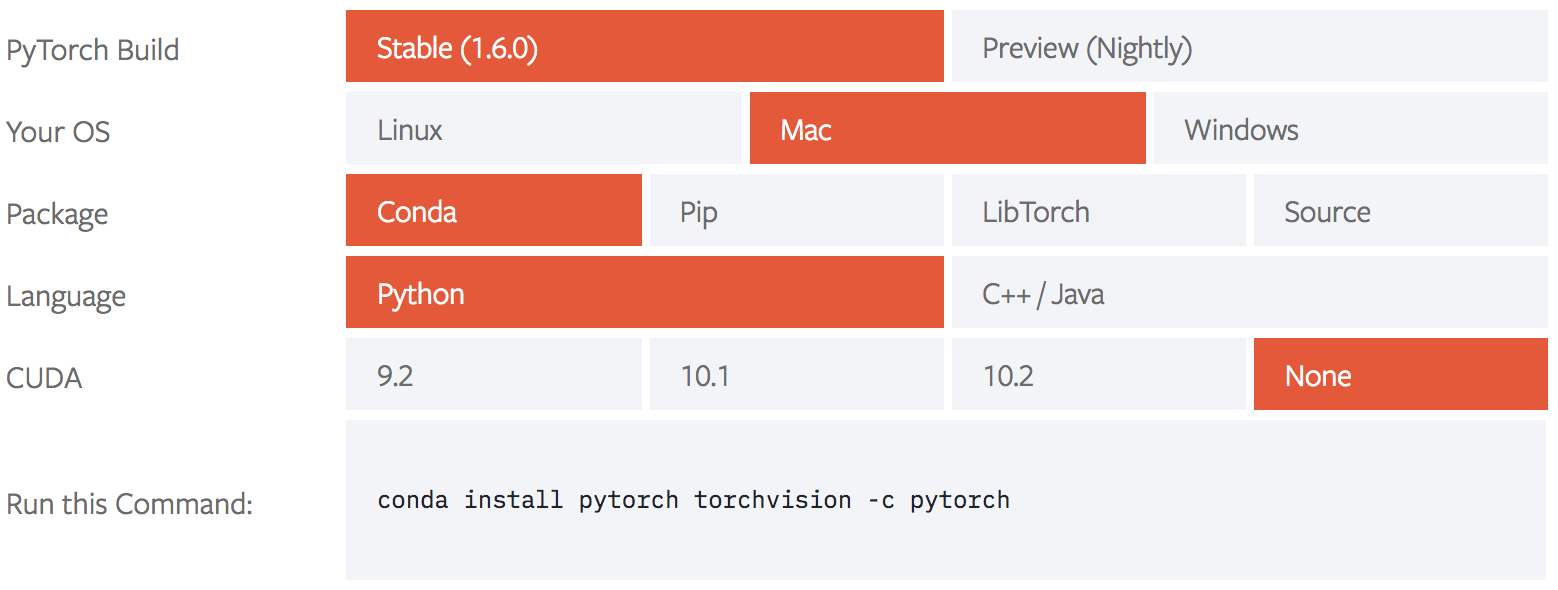 PyTorch Build Stable (1.6.0) Preview (Nightly)
Your OS Linux Mac Windows
Package Conda Pip LibTorch Source
Language Python C++ / Java
CUDA 9.2 10.1 10.2 None
Run this Command: conda install pytorch torchvision -c pytorch